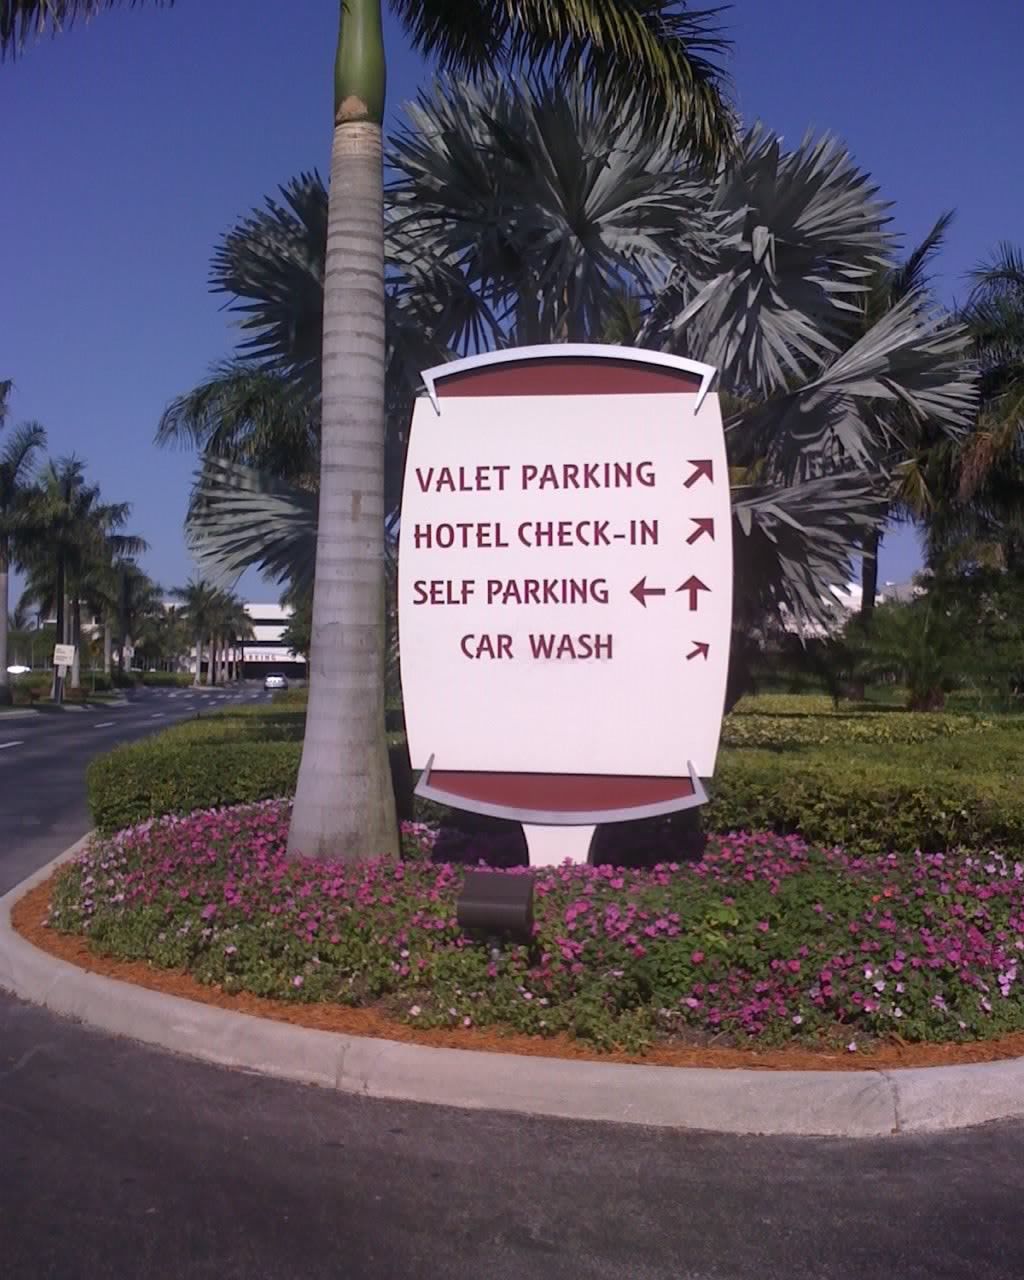 VALET PARKING ↗
HOTEL CHECK-IN ↗
SELF PARKING ← ↑
CAR WASH ↗